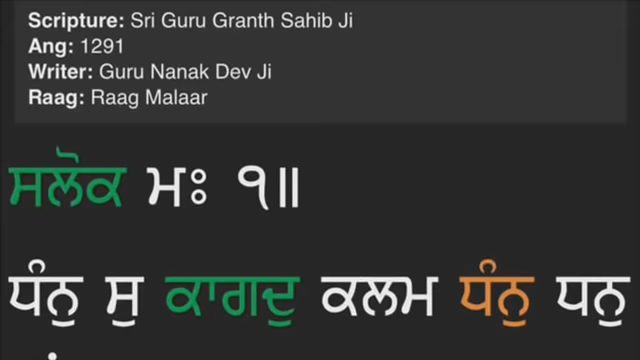 Scripture: Sri Guru Granth Sahib Ji
Ang: 1291
Writer: Guru Nanak Dev Ji
Raag: Raag Malaar
ਸਲੋਕ ਮਃ ੧॥
ਧੰਨੁ ਸੁ ਕਾਗਦੁ ਕਲਮ ਧੰਨੁ ਧਨੁ